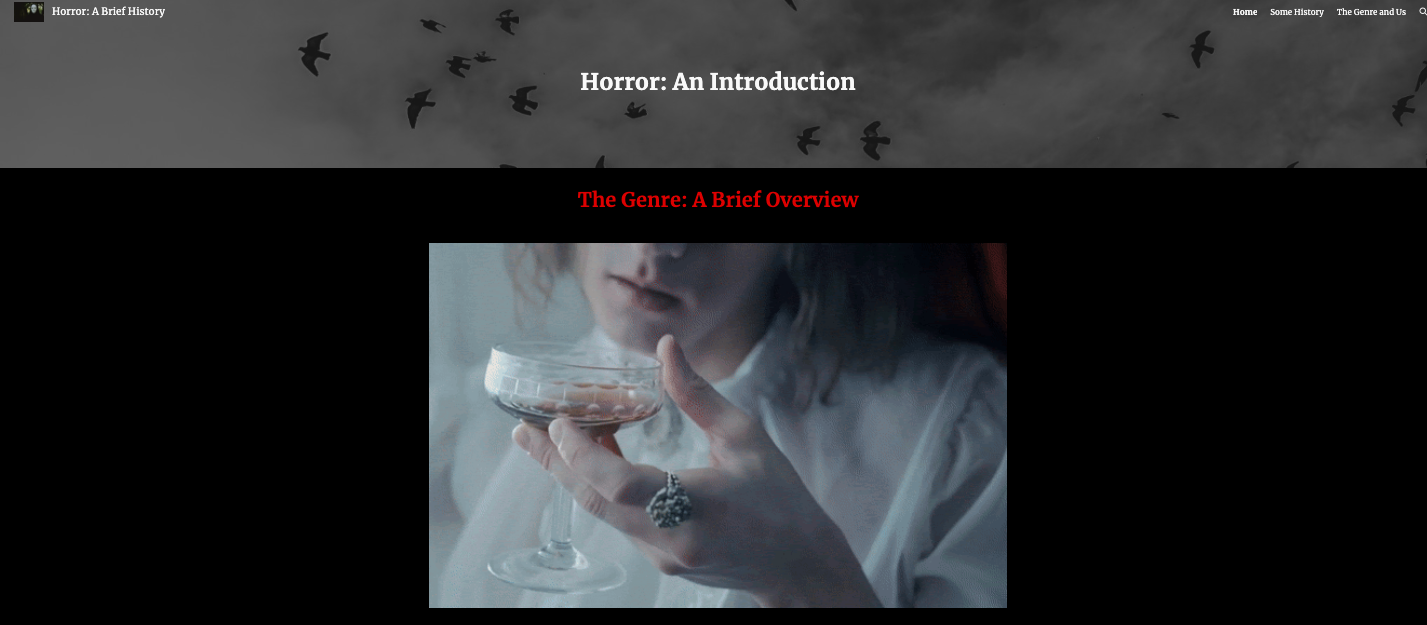 Horror: A Brief History
Home Some History The Genre and Us
Horror: An Introduction
The Genre: A Brief Overview